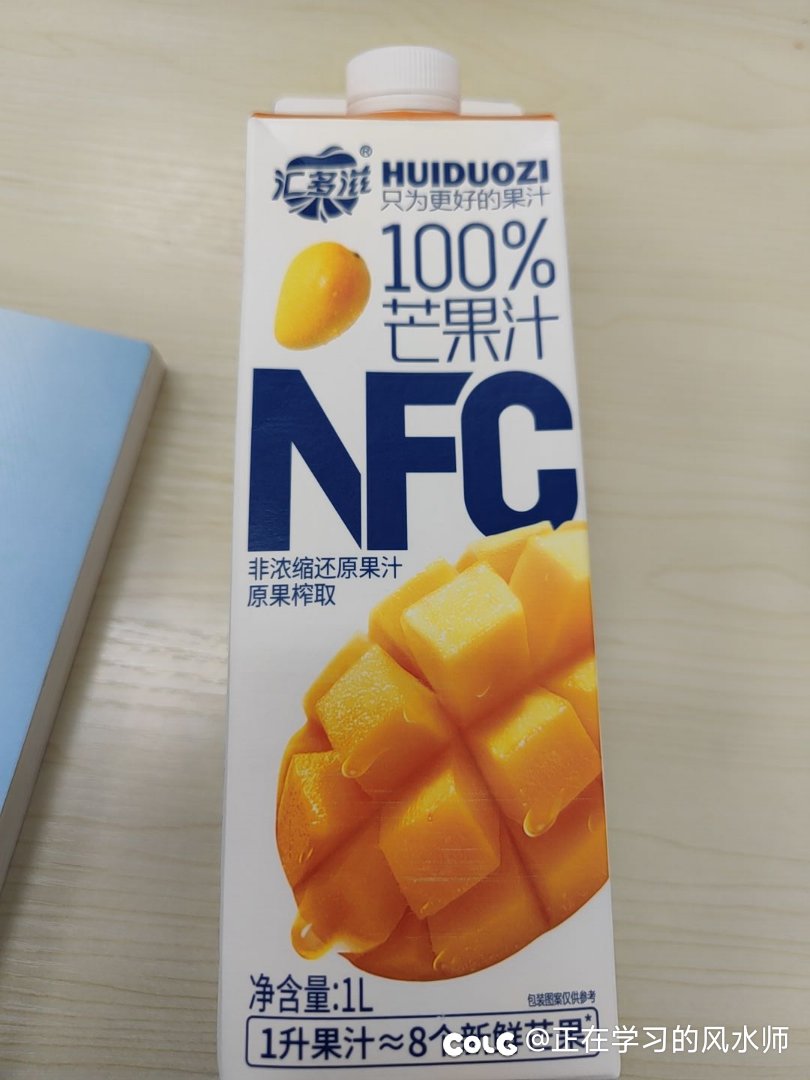 汇多滋®
HUIDUOZI
只为更好的果汁
100%
芒果汁
NFC
非浓缩还原果汁
原果榨取
净含量:1L
包装图案仅供参考
1升果汁≈8个新鲜芒果*
COLG @正在学习的风水师